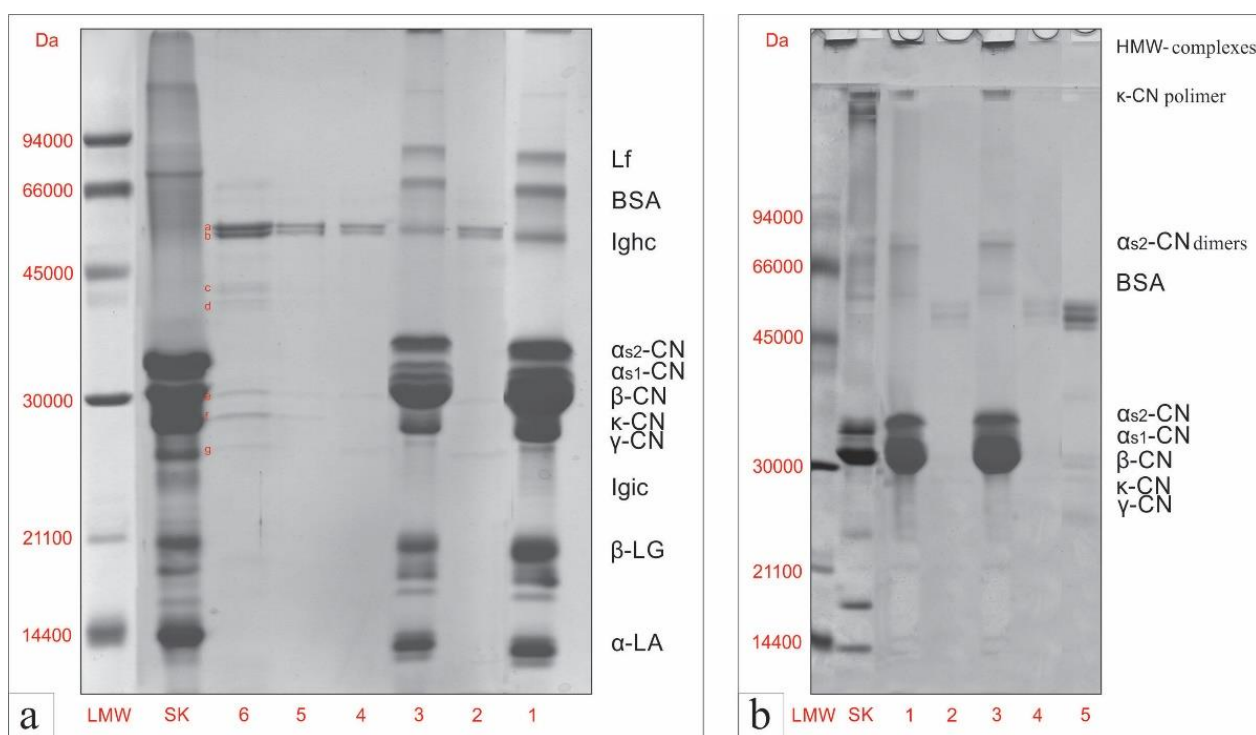 Da
94000
66000
45000
30000
21100
14400
a
b
c
d
e
f
g
Lf
BSA
Ighc
αs2-CN
αs1-CN
β-CN
κ-CN
γ-CN
Igic
β-LG
α-LA
a
LMW SK 6 5 4 3 2 1
Da
94000
66000
45000
30000
21100
14400
HMW-complexes
κ-CN polimer
αs2-CN dimers
BSA
αs2-CN
αs1-CN
β-CN
κ-CN
γ-CN
b
LMW SK 1 2 3 4 5